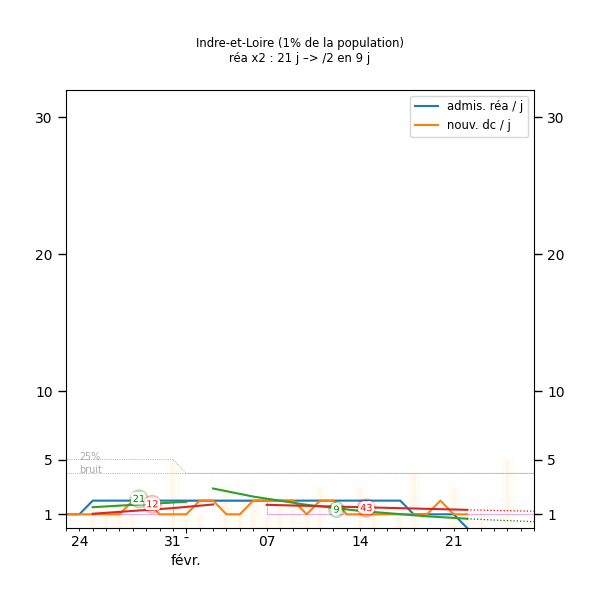 Indre-et-Loire (1% de la population)
réa x2 : 21 j –> /2 en 9 j
admis. réa / j
nouv. dc / j
30 30
20 20
10 10
5 5
1 1
25%
bruit
21 12 9 43
24 31 - 07 14 21
févr.